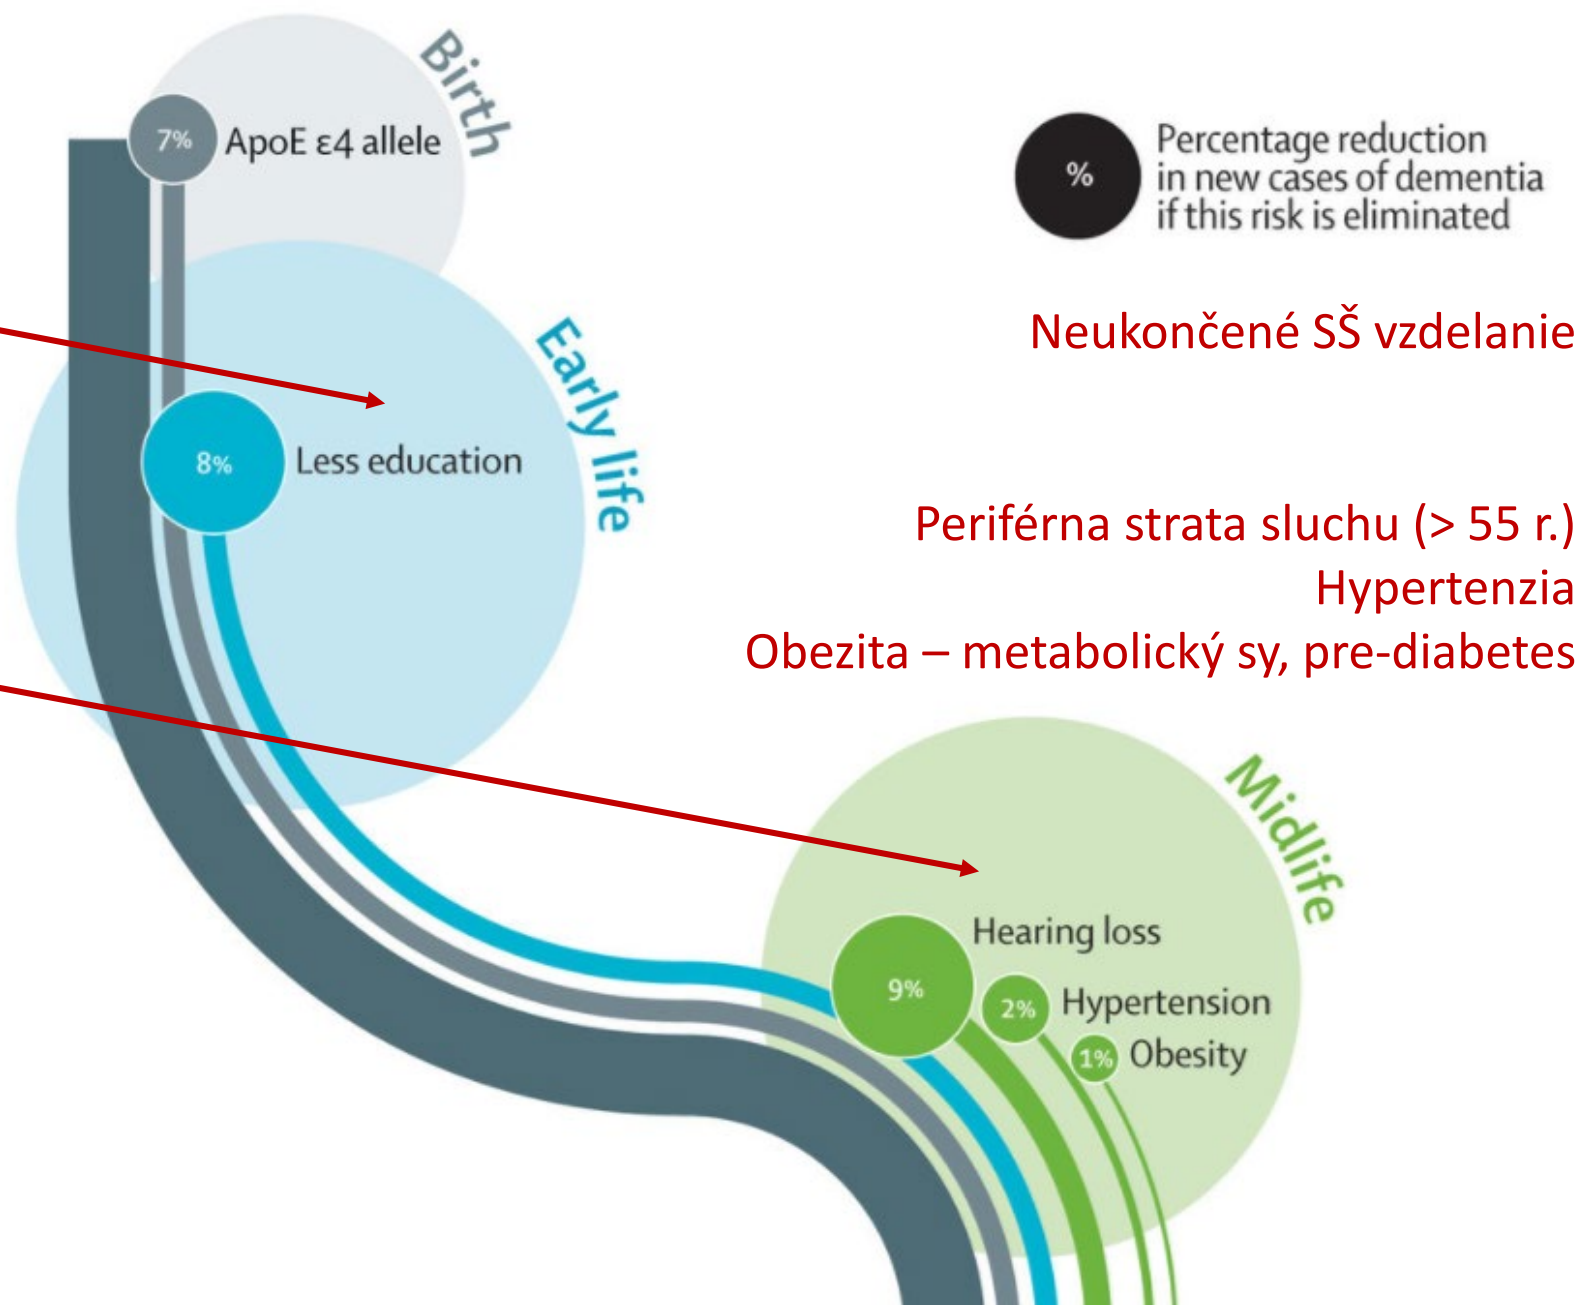 Birth
7%
ApoE ε4 allele
%
Percentage reduction
in new cases of dementia
if this risk is eliminated
Neukončené SŠ vzdelanie
Early life
8%
Less education
Periférna strata sluchu (> 55 r.)
Hypertenzia
Obezita – metabolický sy, pre-diabetes
Midlife
Hearing loss
9%
2%
Hypertension
1%
Obesity